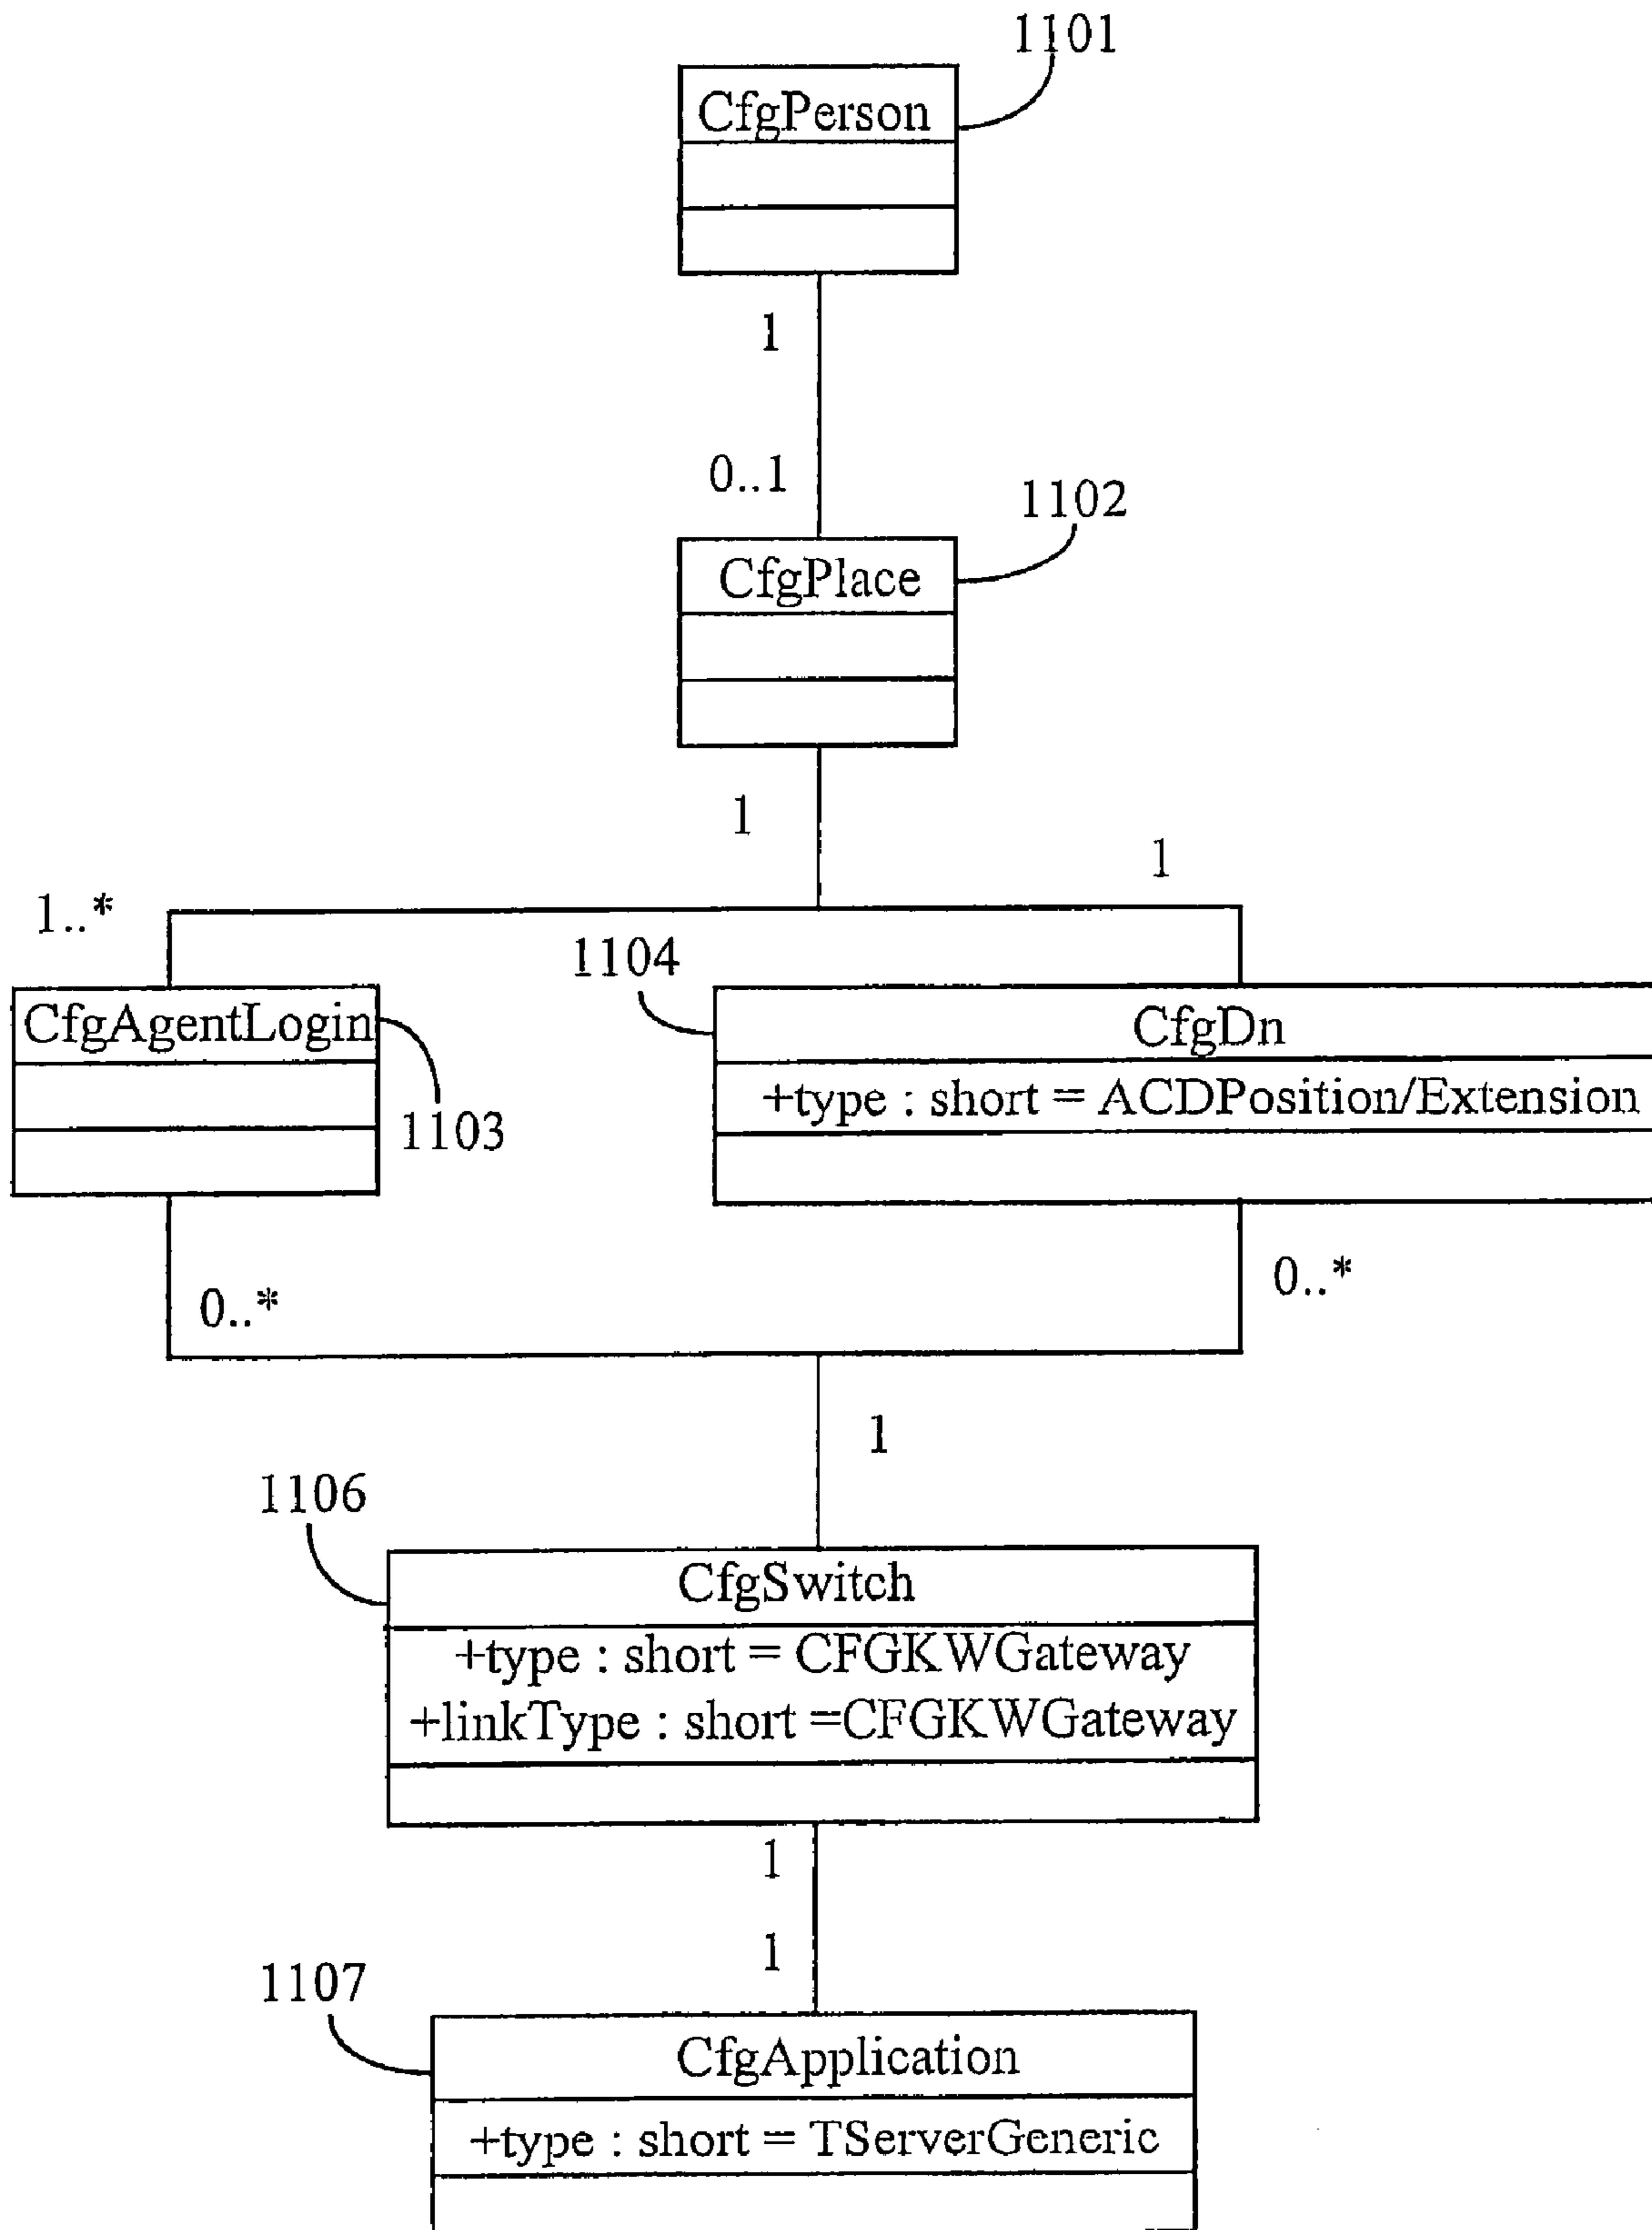 1101
CfgPerson
1
0..1
1102
CfgPlace
1
1
1..*
1104
CfgAgentLogin
CfgDn
+type : short = ACDPosition/Extension
1103
0..*
0..*
1
1106
CfgSwitch
+type : short = CFGKWGateway
+linkType : short =CFGKWGateway
1
1
1107
CfgApplication
+type : short = TServerGeneric